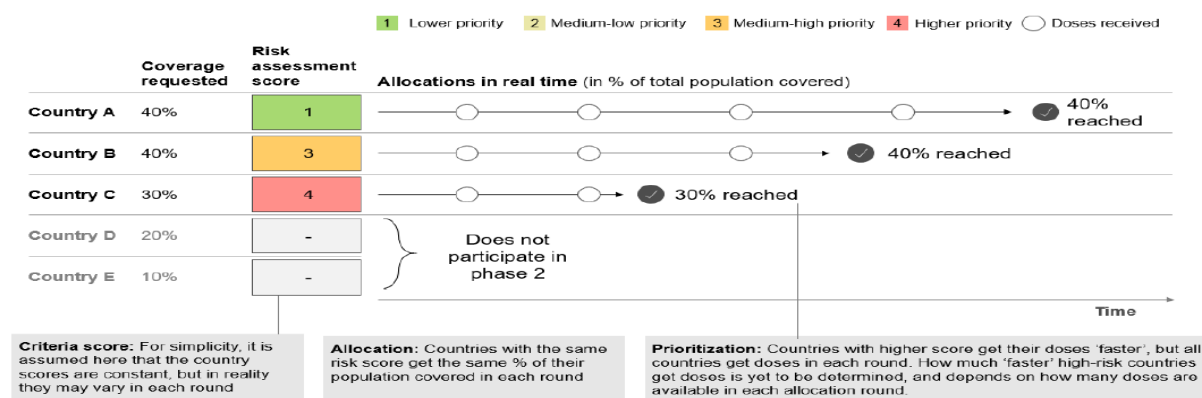 1 Lower priority 2 Medium-low priority 3 Medium-high priority 4 Higher priority Doses received
Coverage requested
Risk assessment score
Allocations in real time (in % of total population covered)
Country A 40% 1 40% reached
Country B 40% 3 40% reached
Country C 30% 4 30% reached
Country D 20% -
Country E 10% -
Does not
participate in
phase 2
Time
Criteria score: For simplicity, it is
assumed here that the country
scores are constant, but in reality
they may vary in each round
Allocation: Countries with the same
risk score get the same % of their
population covered in each round
Prioritization: Countries with higher score get their doses ‘faster’, but all
countries get doses in each round. How much ‘faster’ high-risk countries
get doses is yet to be determined, and depends on how many doses are
available in each allocation round.